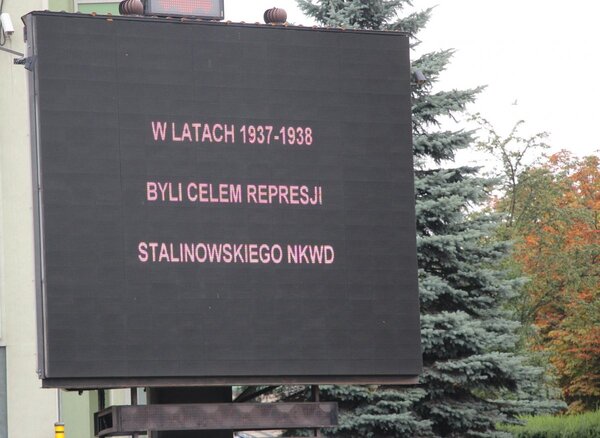 W LATACH 1937-1938
BYLI CELEM REPRESJI
STALINOWSKIEGO NKWD